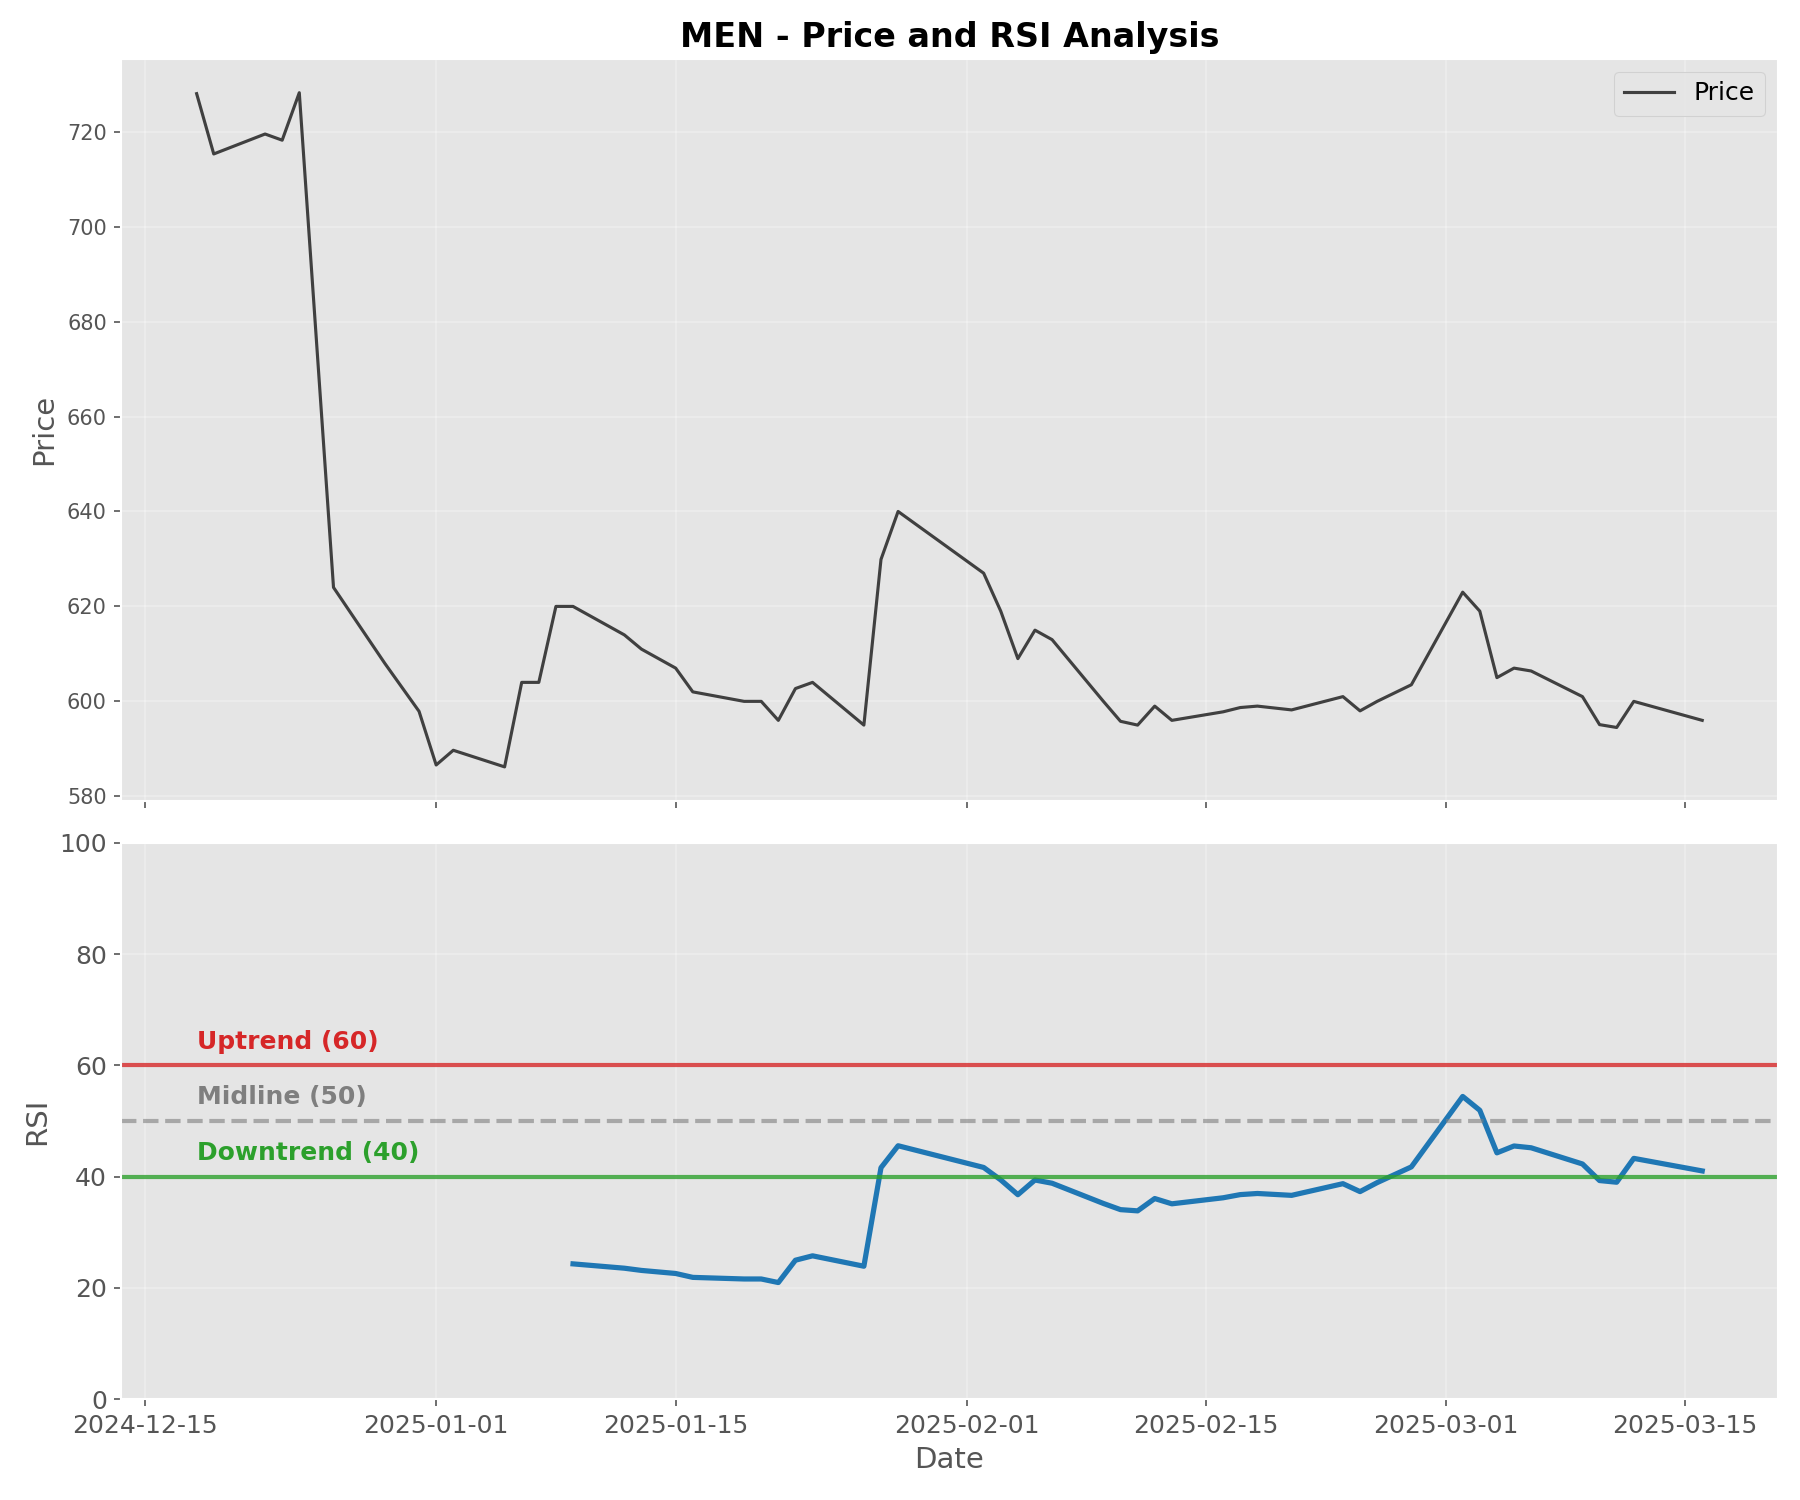 MEN - Price and RSI Analysis
Price
720
700
680
660
640
620
600
580
Price
100
80
60
40
20
0
RSI
Uptrend (60)
Midline (50)
Downtrend (40)
2024-12-15
2025-01-01
2025-01-15
2025-02-01
2025-02-15
2025-03-01
2025-03-15
Date